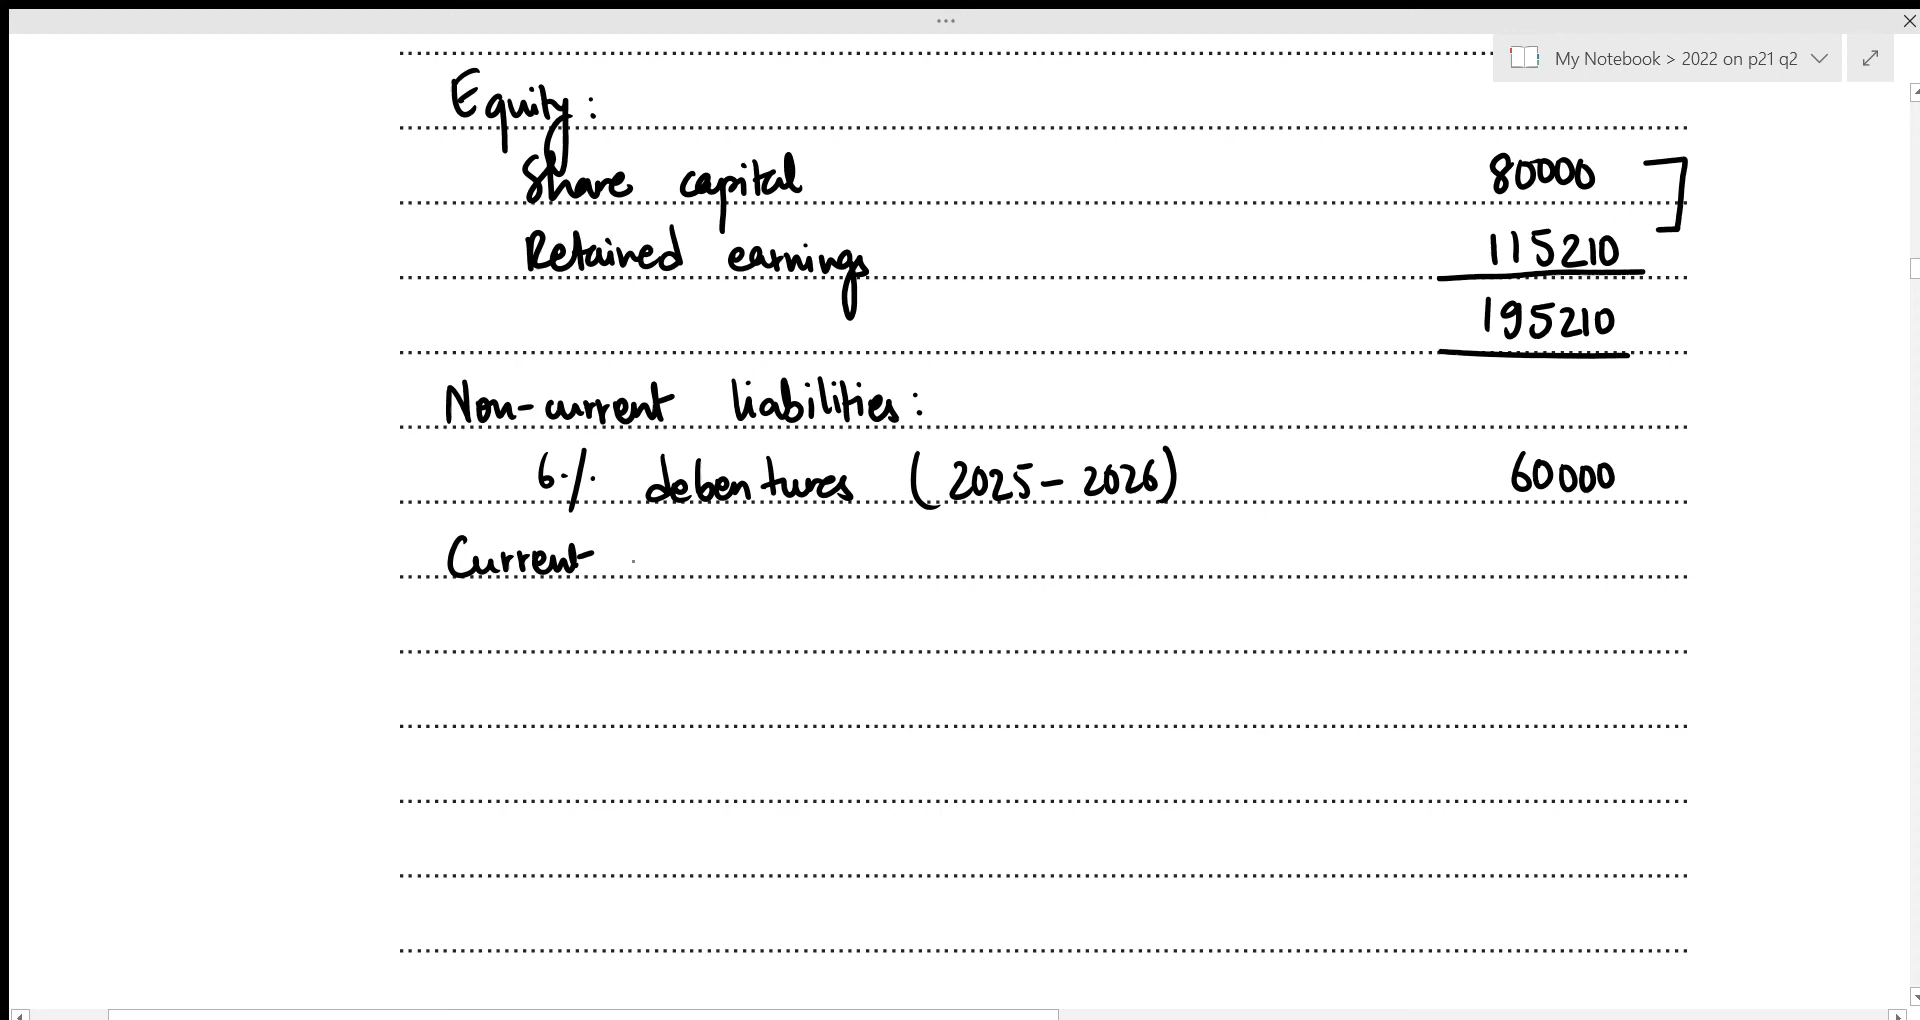 My Notebook > 2022 on p21 q2
Equity:
Share capital 80000
Retained earnings 115210
195210
Non-current liabilities:
6% debentures (2025-2026) 60000
Current